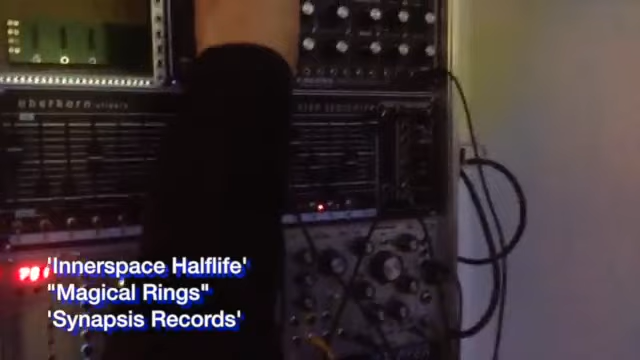 'Innerspace Halflife'
"Magical Rings"
'Synapsis Records'